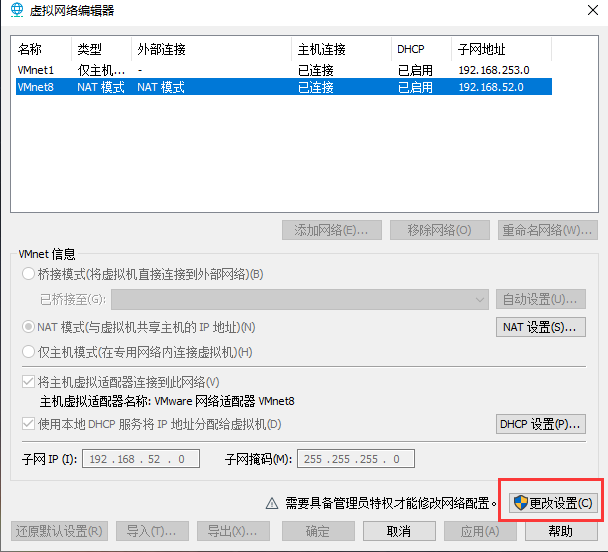 虚拟网络编辑器
名称 类型 外部连接 主机连接 DHCP 子网地址
VMnet1 仅主机... - 已连接 已启用 192.168.253.0
VMnet8 NAT 模式 NAT 模式 已连接 已启用 192.168.52.0
添加网络(E)... 移除网络(O) 重命名网络(W)...
VMnet 信息
桥接模式(将虚拟机直接连接到外部网络)(B)
已桥接至(G): 自动设置(U)...
NAT 模式(与虚拟机共享主机的 IP 地址)(N) NAT 设置(S)...
仅主机模式(在专用网络内连接虚拟机)(H)
将主机虚拟适配器连接到此网络(V)
主机虚拟适配器名称: VMware 网络适配器 VMnet8
使用本地 DHCP 服务将 IP 地址分配给虚拟机(D) DHCP 设置(P)...
子网 IP (I): 192 . 168 . 52 . 0 子网掩码(M): 255 . 255 . 255 . 0
需要具备管理员特权才能修改网络配置。 更改设置(C)
还原默认设置(R) 导入(T)... 导出(X)... 确定 取消 应用(A) 帮助